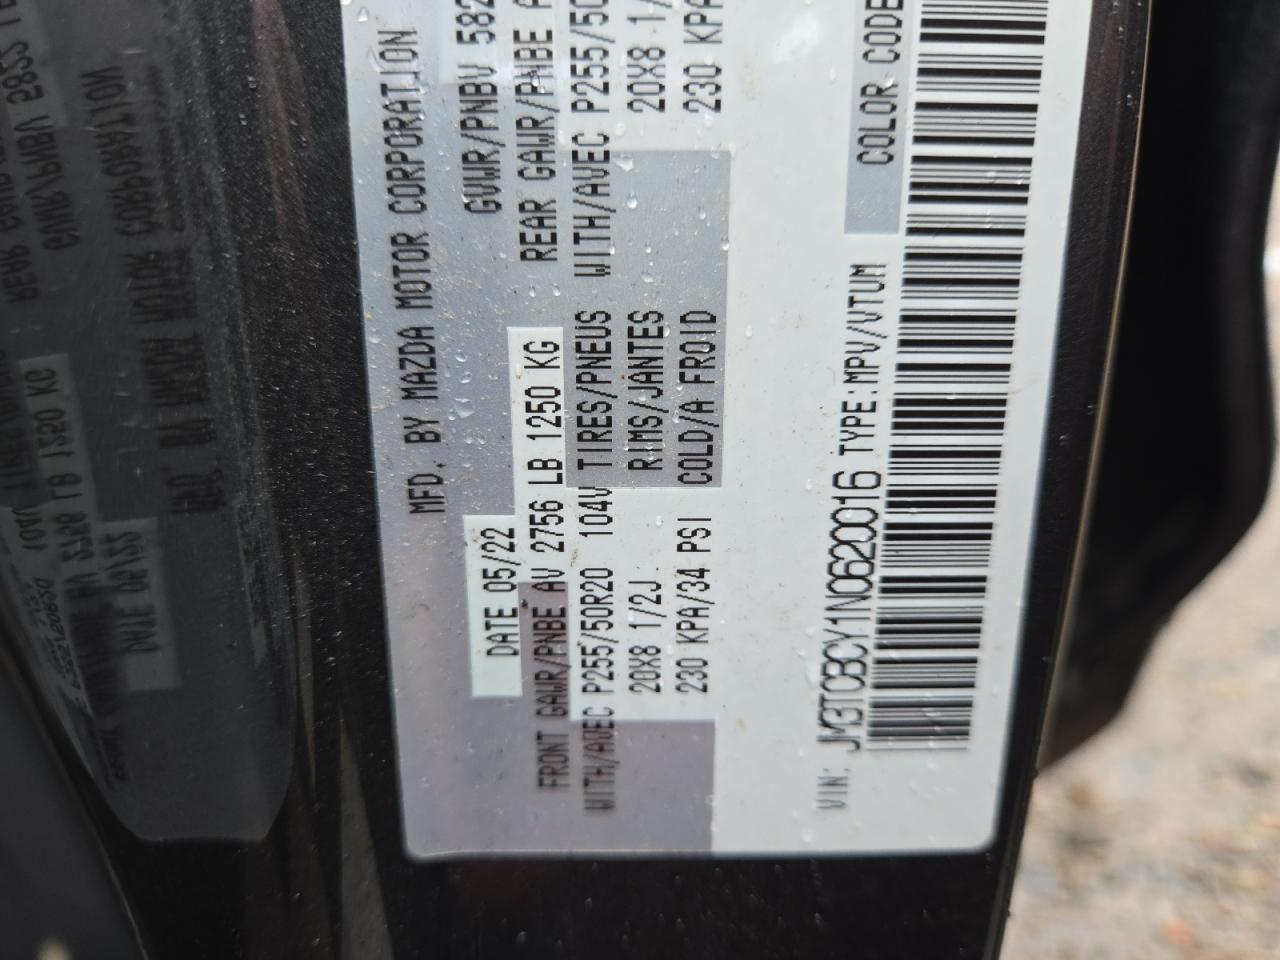 MFD. BY MAZDA MOTOR CORPORATION
DATE 05/22 GVWR/PNBV 582
FRONT GAWR/PNBE AV 2756 LB 1250 KG REAR GAWR/PNBE A
WITH/AVEC P255/50R20 104V TIRES/PNEUS WITH/AVEC P255/50
20X8 1/2J RIMS/JANTES 20X8 1/
230 KPA/34 PSI COLD/A FROID 230 KPA
VIN: JM3TCBCY1N0620016 TYPE:MPV/VTUM COLOR CODE